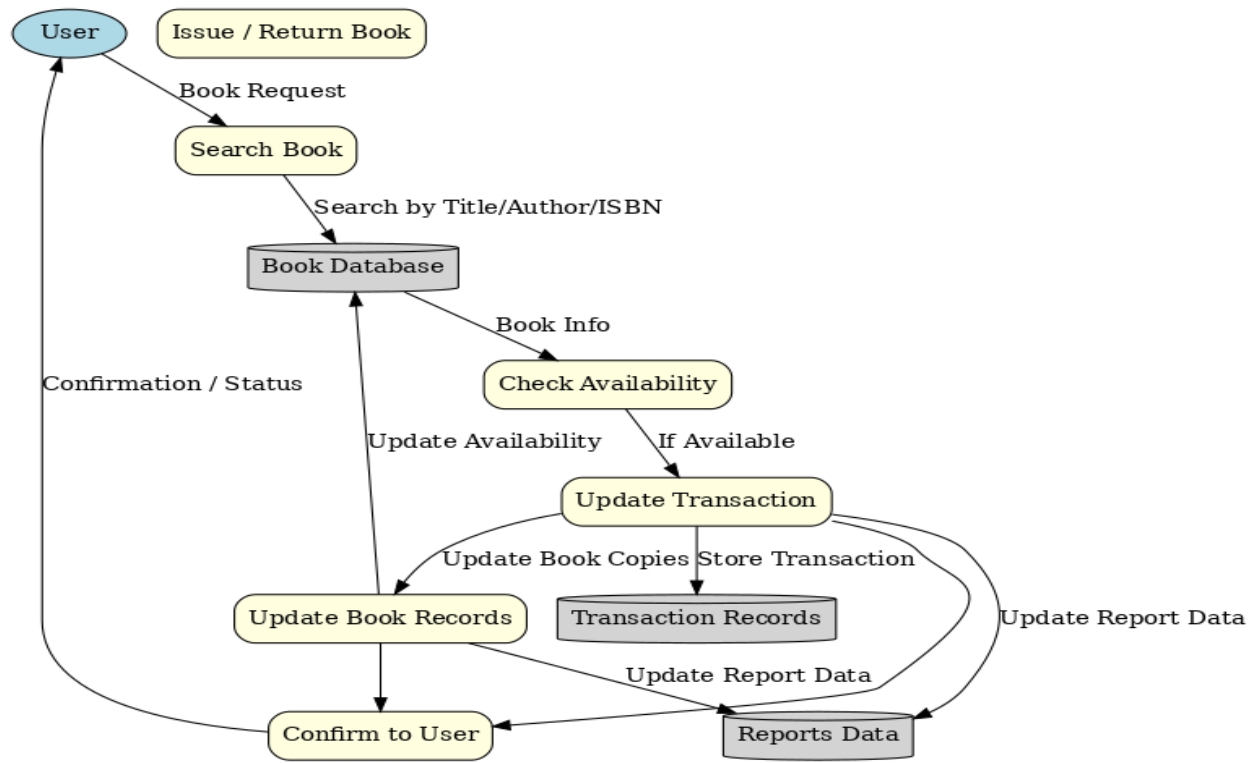 User
Issue / Return Book
Book Request
Search Book
Search by Title/Author/ISBN
Book Database
Book Info
Check Availability
Confirmation / Status
Update Availability
If Available
Update Transaction
Update Book Copies
Store Transaction
Update Book Records
Transaction Records
Update Report Data
Update Report Data
Confirm to User
Reports Data